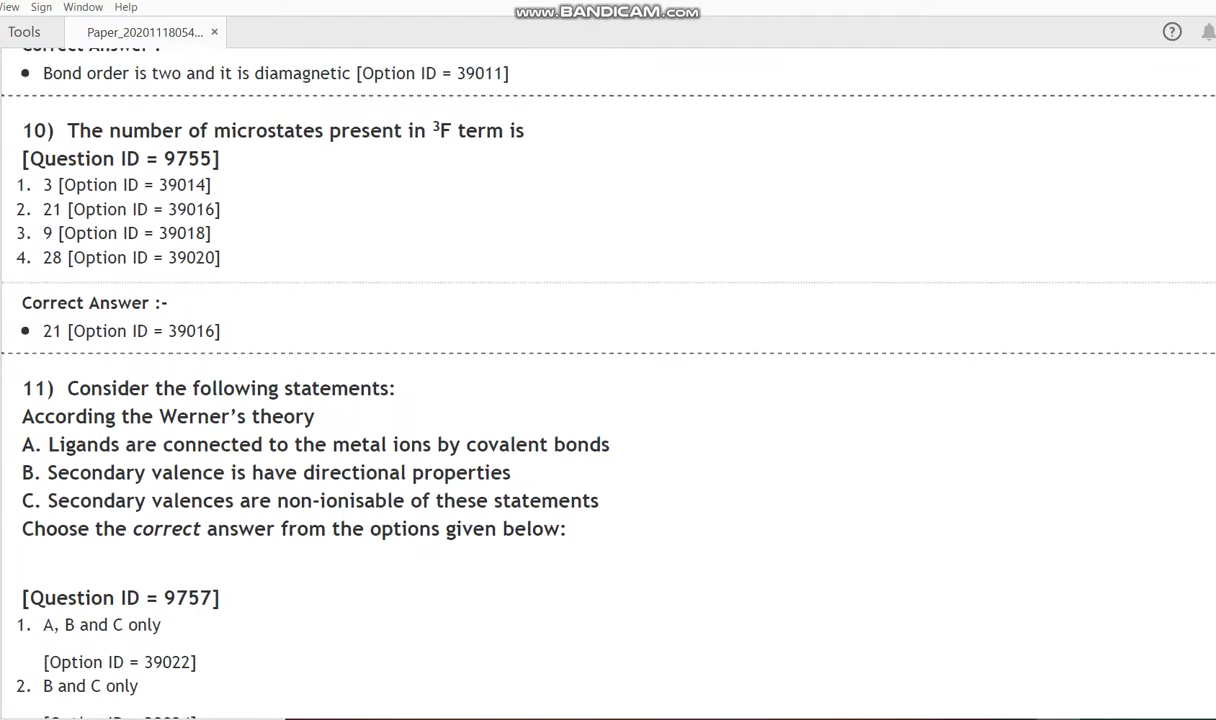 View Sign Window Help
www.BANDICAM.com
Tools Paper_20201118054... ×
Correct Answer :-
• Bond order is two and it is diamagnetic [Option ID = 39011]
10) The number of microstates present in ³F term is
[Question ID = 9755]
1. 3 [Option ID = 39014]
2. 21 [Option ID = 39016]
3. 9 [Option ID = 39018]
4. 28 [Option ID = 39020]
Correct Answer :-
• 21 [Option ID = 39016]
11) Consider the following statements:
According the Werner's theory
A. Ligands are connected to the metal ions by covalent bonds
B. Secondary valence is have directional properties
C. Secondary valences are non-ionisable of these statements
Choose the correct answer from the options given below:
[Question ID = 9757]
1. A, B and C only
[Option ID = 39022]
2. B and C only